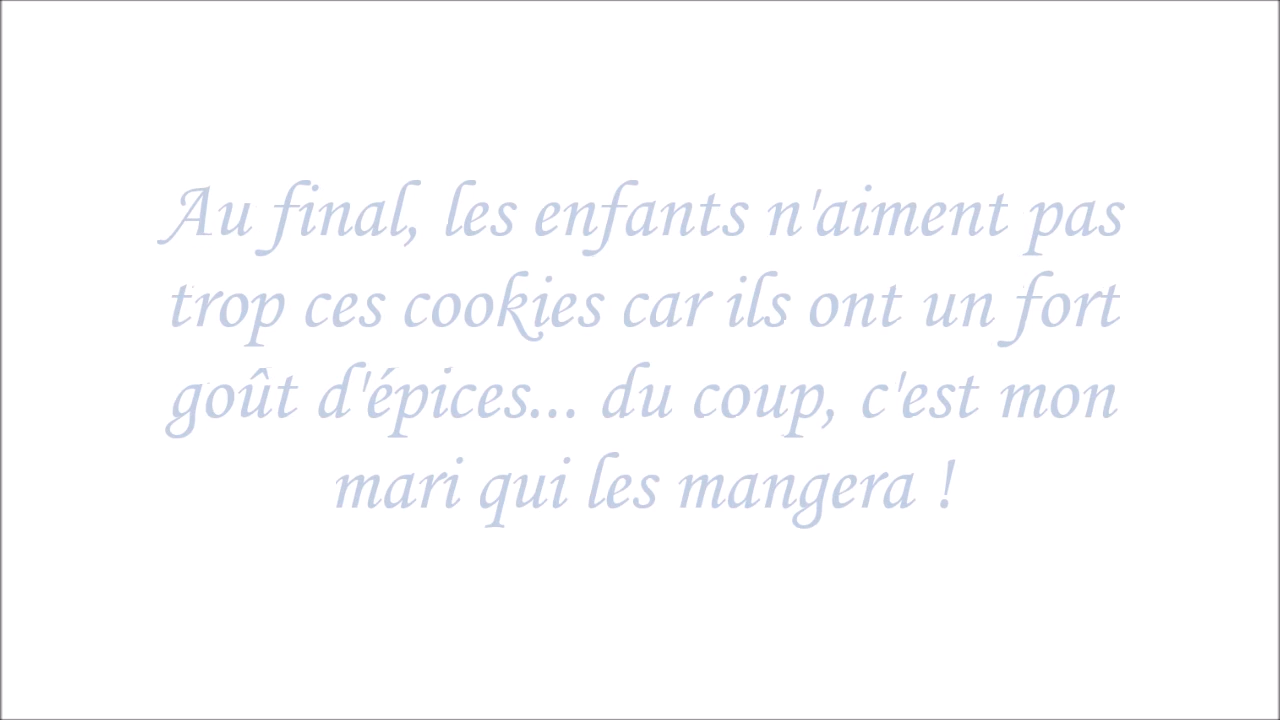 Au final, les enfants n'aiment pas
trop ces cookies car ils ont un fort
goût d'épices... du coup, c'est mon
mari qui les mangera !